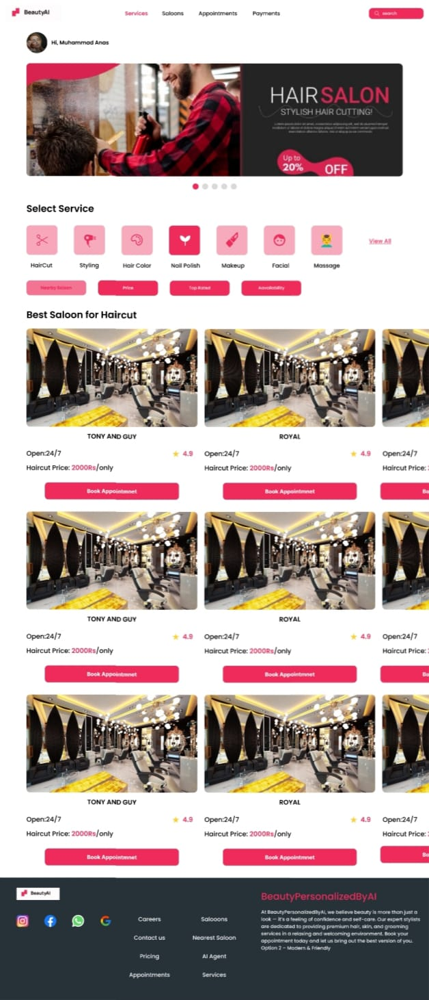 BeautyAI
Services Saloons Appointments Payments
search
Hi, Muhammad Anas
HAIR SALON
STYLISH HAIR CUTTING!
Up to
20% OFF
Select Service
HairCut Styling Hair Color Nail Polish Makeup Facial Massage
View All
Nearby Saloon Price Top Rated
Best Saloon for Haircut
TONY AND GUY ROYAL
Open:24/7 4.9 Open:24/7 4.9 Open:24/7
Haircut Price: 2000Rs/only Haircut Price: 2000Rs/only Haircut Price:
Book Appointmnet Book Appointmnet Bo
TONY AND GUY ROYAL
Open:24/7 4.9 Open:24/7 4.9 Open:24/7
Haircut Price: 2000Rs/only Haircut Price: 2000Rs/only Haircut Price:
Book Appointmnet Book Appointmnet Bo
TONY AND GUY ROYAL
Open:24/7 4.9 Open:24/7 4.9 Open:24/7
Haircut Price: 2000Rs/only Haircut Price: 2000Rs/only Haircut Price:
Book Appointmnet Book Appointmnet Bo
BeautyAI
Careers Salooons
Contact us Nearest Saloon
Pricing AI Agent
Appointments Services
BeautyPersonalizedByAI
At BeautyPersonalizedByAI, we believe beauty is more than just a
look — it's a feeling of confidence and self-care. Our expert stylists
are dedicated to providing premium hair, skin, and grooming
services in a relaxing and welcoming environment. Book your
appointment today and let us bring out the best version of you.
Option 2 – Modern & Friendly